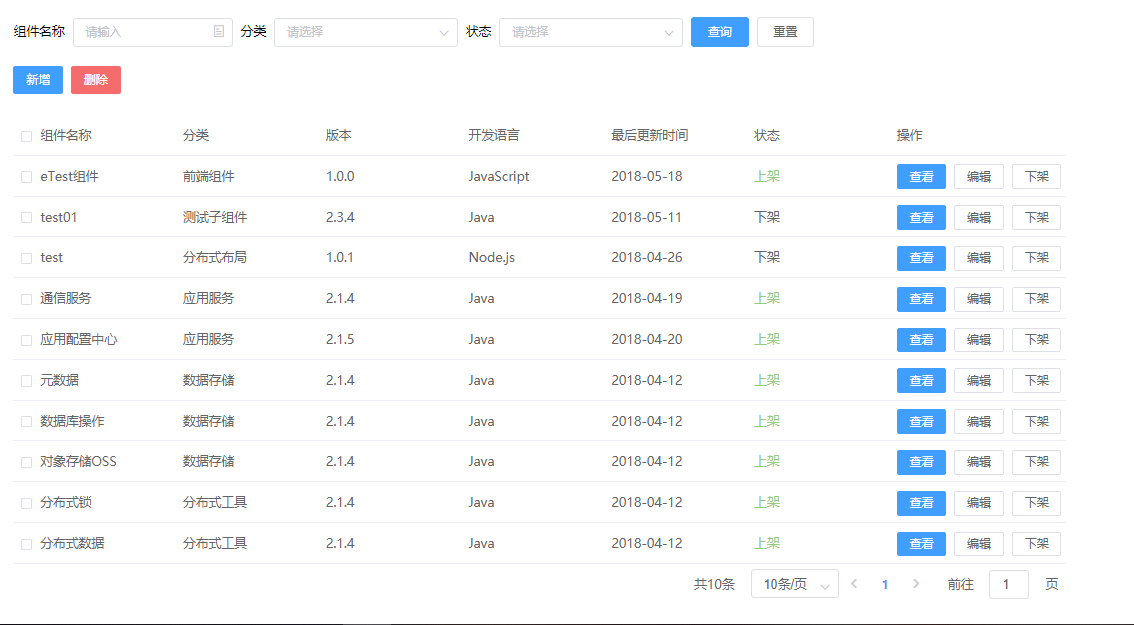 组件名称 请输入 分类 请选择 状态 请选择 查询 重置
新增 删除
组件名称 分类 版本 开发语言 最后更新时间 状态 操作
eTest组件 前端组件 1.0.0 JavaScript 2018-05-18 上架 查看 编辑 下架
test01 测试子组件 2.3.4 Java 2018-05-11 下架 查看 编辑 下架
test 分布式布局 1.0.1 Node.js 2018-04-26 下架 查看 编辑 下架
通信服务 应用服务 2.1.4 Java 2018-04-19 上架 查看 编辑 下架
应用配置中心 应用服务 2.1.5 Java 2018-04-20 上架 查看 编辑 下架
元数据 数据存储 2.1.4 Java 2018-04-12 上架 查看 编辑 下架
数据库操作 数据存储 2.1.4 Java 2018-04-12 上架 查看 编辑 下架
对象存储OSS 数据存储 2.1.4 Java 2018-04-12 上架 查看 编辑 下架
分布式锁 分布式工具 2.1.4 Java 2018-04-12 上架 查看 编辑 下架
分布式数据 分布式工具 2.1.4 Java 2018-04-12 上架 查看 编辑 下架
共10条 10条/页 1 前往 1 页